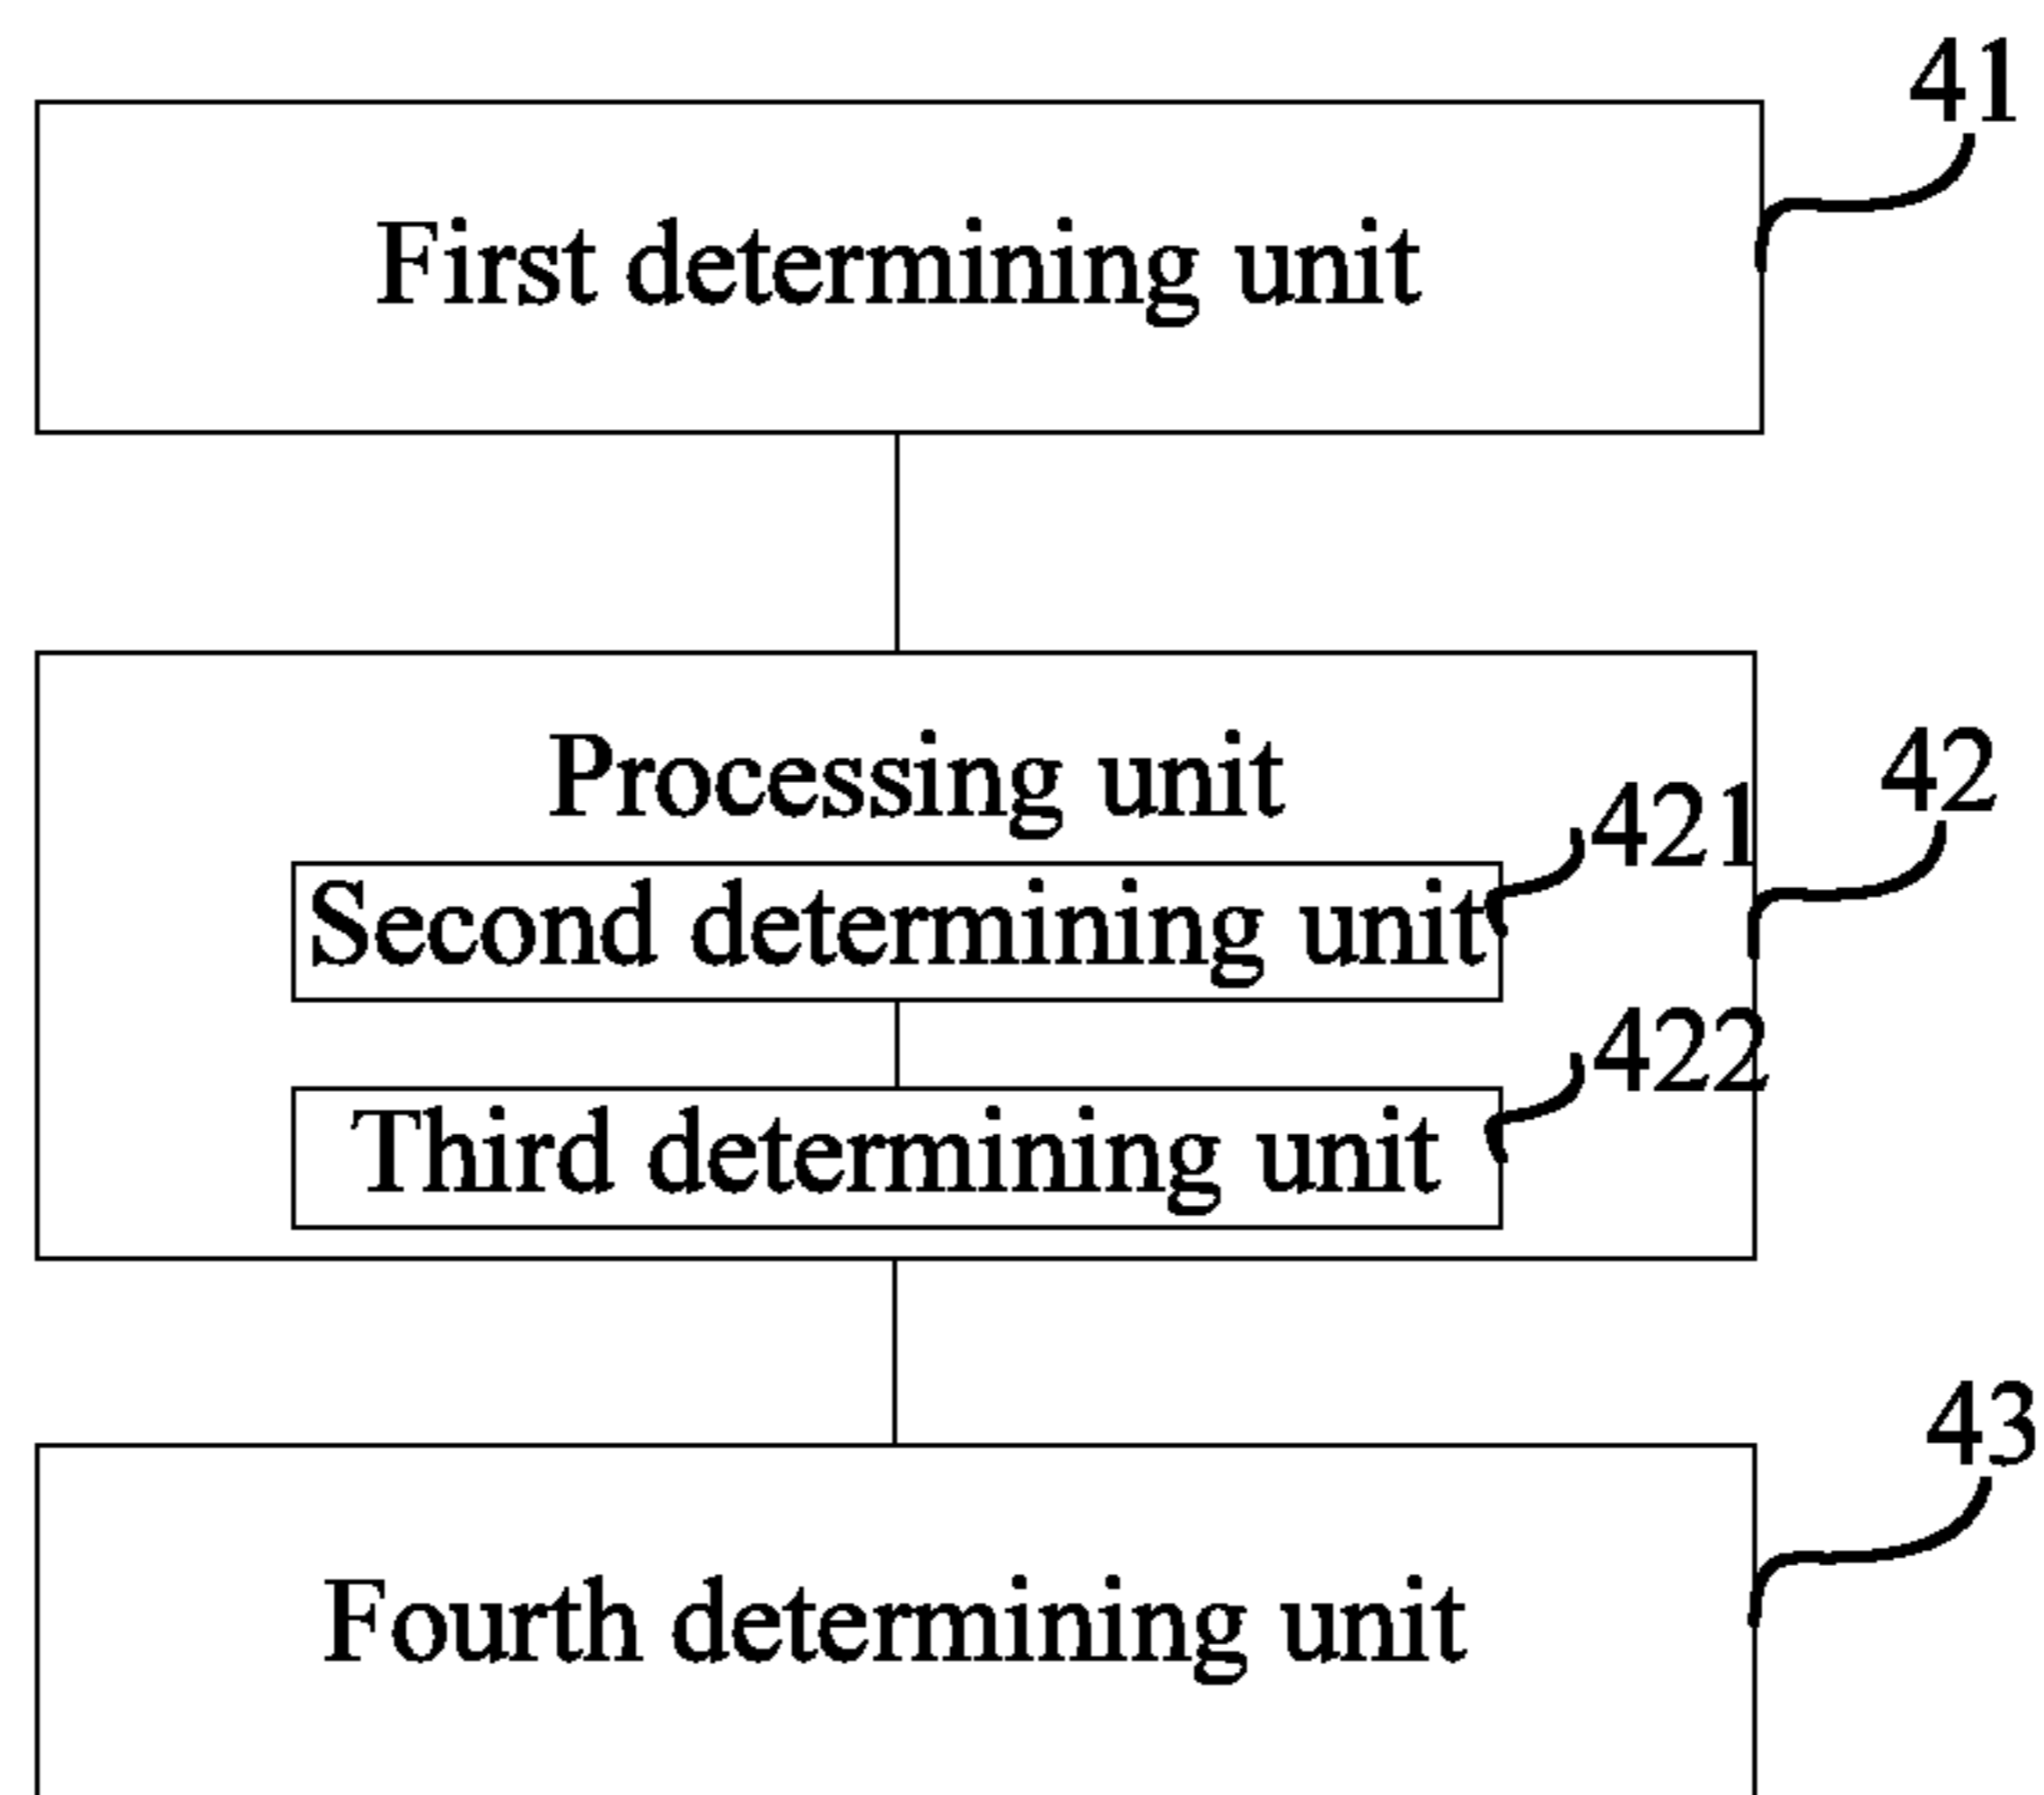 41
First determining unit
Processing unit
42
421
Second determining unit
422
Third determining unit
43
Fourth determining unit